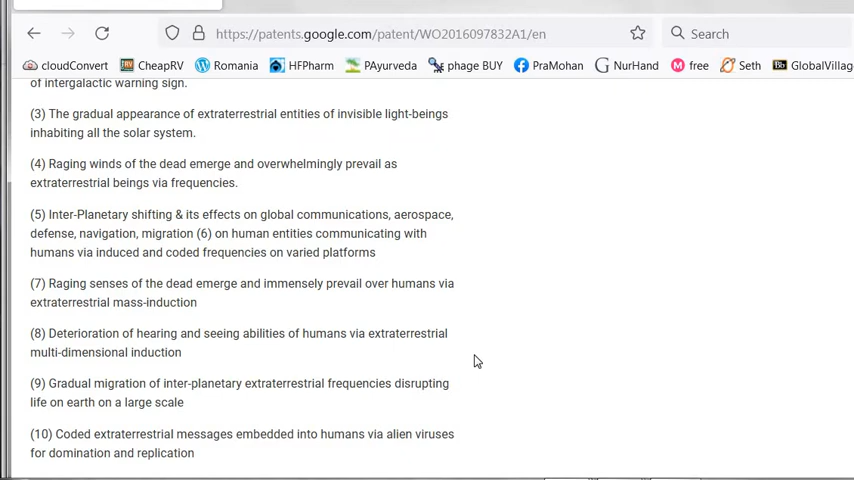 https://patents.google.com/patent/WO2016097832A1/en
Search
cloudConvert CheapRV Romania HFPharm PAyurveda phage BUY PraMohan NurHand free Seth GlobalVillag
of intergalactic warning sign.
(3) The gradual appearance of extraterrestrial entities of invisible light-beings
inhabiting all the solar system.
(4) Raging winds of the dead emerge and overwhelmingly prevail as
extraterrestrial beings via frequencies.
(5) Inter-Planetary shifting & its effects on global communications, aerospace,
defense, navigation, migration (6) on human entities communicating with
humans via induced and coded frequencies on varied platforms
(7) Raging senses of the dead emerge and immensely prevail over humans via
extraterrestrial mass-induction
(8) Deterioration of hearing and seeing abilities of humans via extraterrestrial
multi-dimensional induction
(9) Gradual migration of inter-planetary extraterrestrial frequencies disrupting
life on earth on a large scale
(10) Coded extraterrestrial messages embedded into humans via alien viruses
for domination and replication